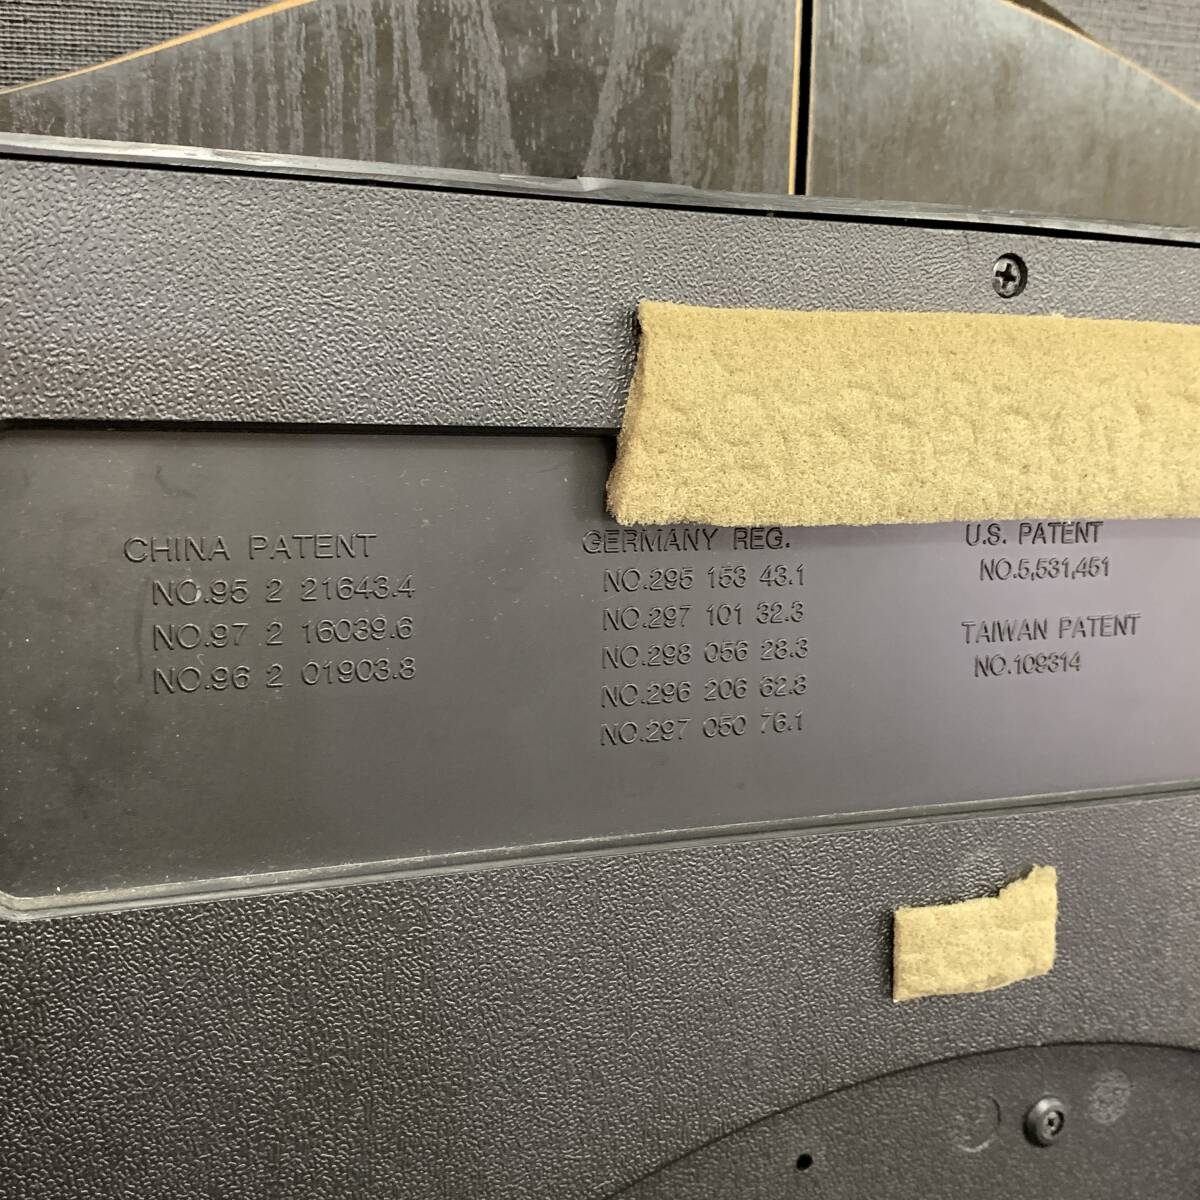 CHINA PATENT
NO.95 2 21643.4
NO.97 2 16039.6
NO.96 2 01903.8
GERMANY REG.
NO.295 153 43.1
NO.297 101 32.3
NO.298 056 28.3
NO.296 206 62.3
NO.297 050 76.1
U.S. PATENT
NO.5,531,451
TAIWAN PATENT
NO.109314